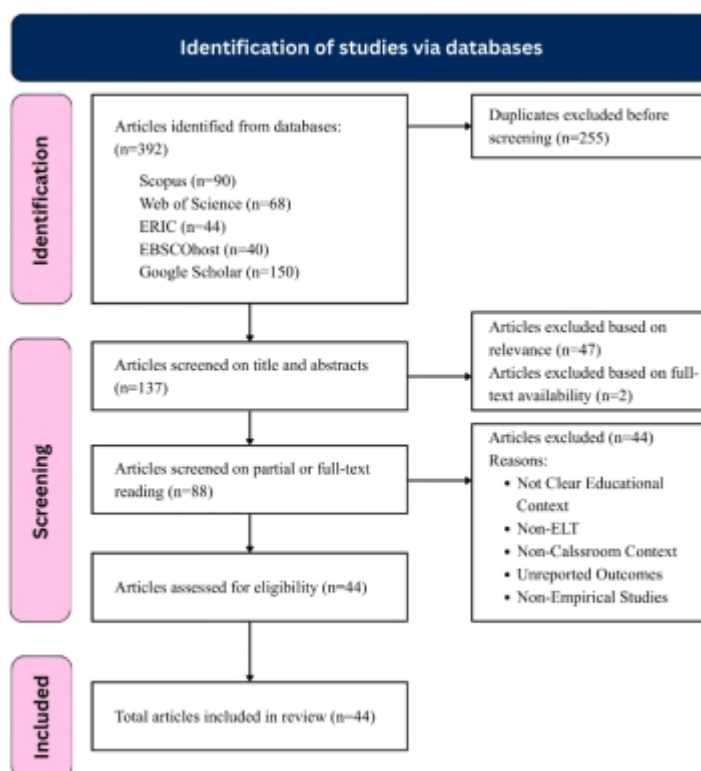 Identification of studies via databases
Identification
Articles identified from databases:
(n=392)
Scopus (n=90)
Web of Science (n=68)
ERIC (n=44)
EBSCOhost (n=40)
Google Scholar (n=150)
Duplicates excluded before
screening (n=255)
Screening
Articles screened on title and abstracts
(n=137)
Articles excluded based on
relevance (n=47)
Articles excluded based on full-
text availability (n=2)
Articles screened on partial or full-text
reading (n=88)
Articles excluded (n=44)
Reasons:
• Not Clear Educational
Context
• Non-ELT
• Non-Calssroom Context
• Unreported Outcomes
• Non-Empirical Studies
Articles assessed for eligibility (n=44)
Included
Total articles included in review (n=44)